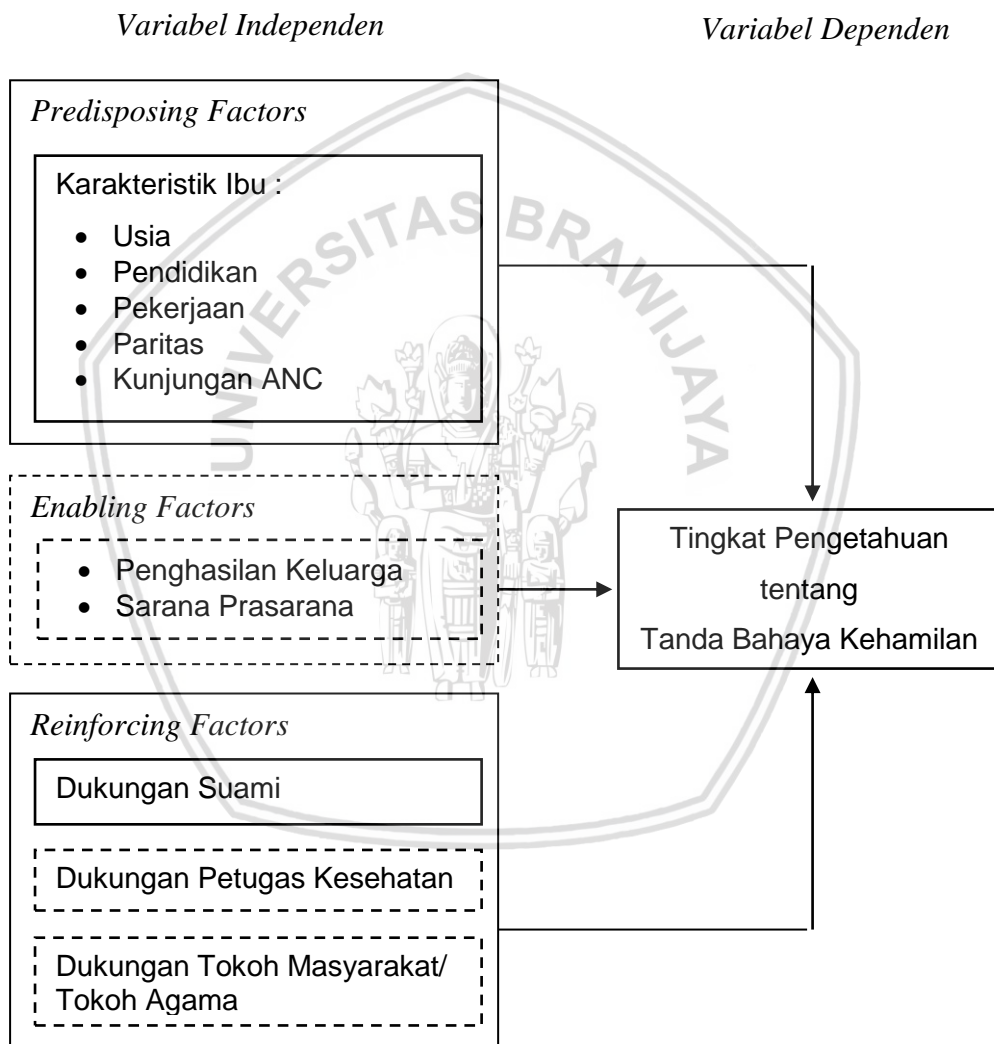 Variabel Independen
Variabel Dependen
Predisposing Factors
Karakteristik Ibu :
• Usia
• Pendidikan
• Pekerjaan
• Paritas
• Kunjungan ANC
Enabling Factors
• Penghasilan Keluarga
• Sarana Prasarana
Reinforcing Factors
Dukungan Suami
Dukungan Petugas Kesehatan
Dukungan Tokoh Masyarakat/
Tokoh Agama
Tingkat Pengetahuan
tentang
Tanda Bahaya Kehamilan
UNIVERSITAS BRAWIJAYA